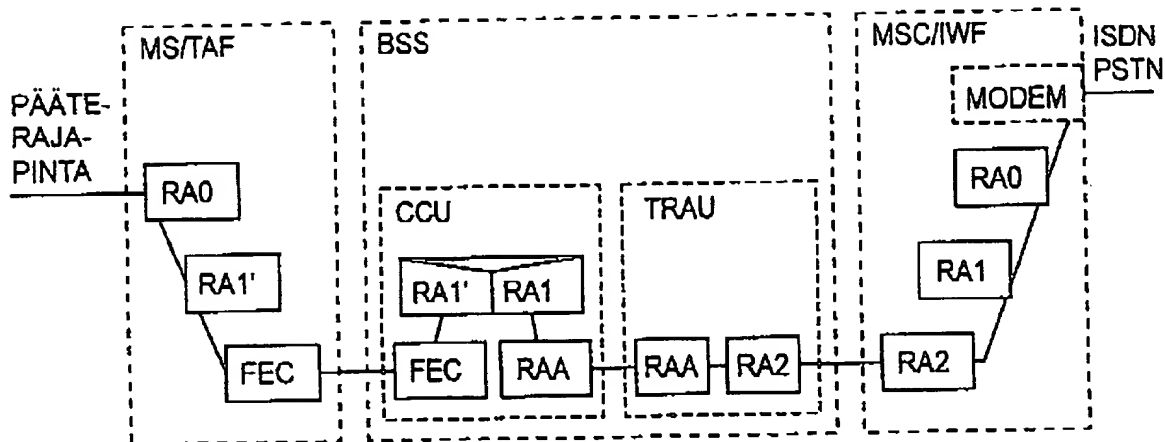 MS/TAF
BSS
MSC/IWF
ISDN
PSTN
MODEM
PÄÄTE-
RAJA-
PINTA
RA0
RA0
CCU
TRAU
RA1'
RA1'
RA1
RA1
FEC
FEC
RAA
RAA
RA2
RA2